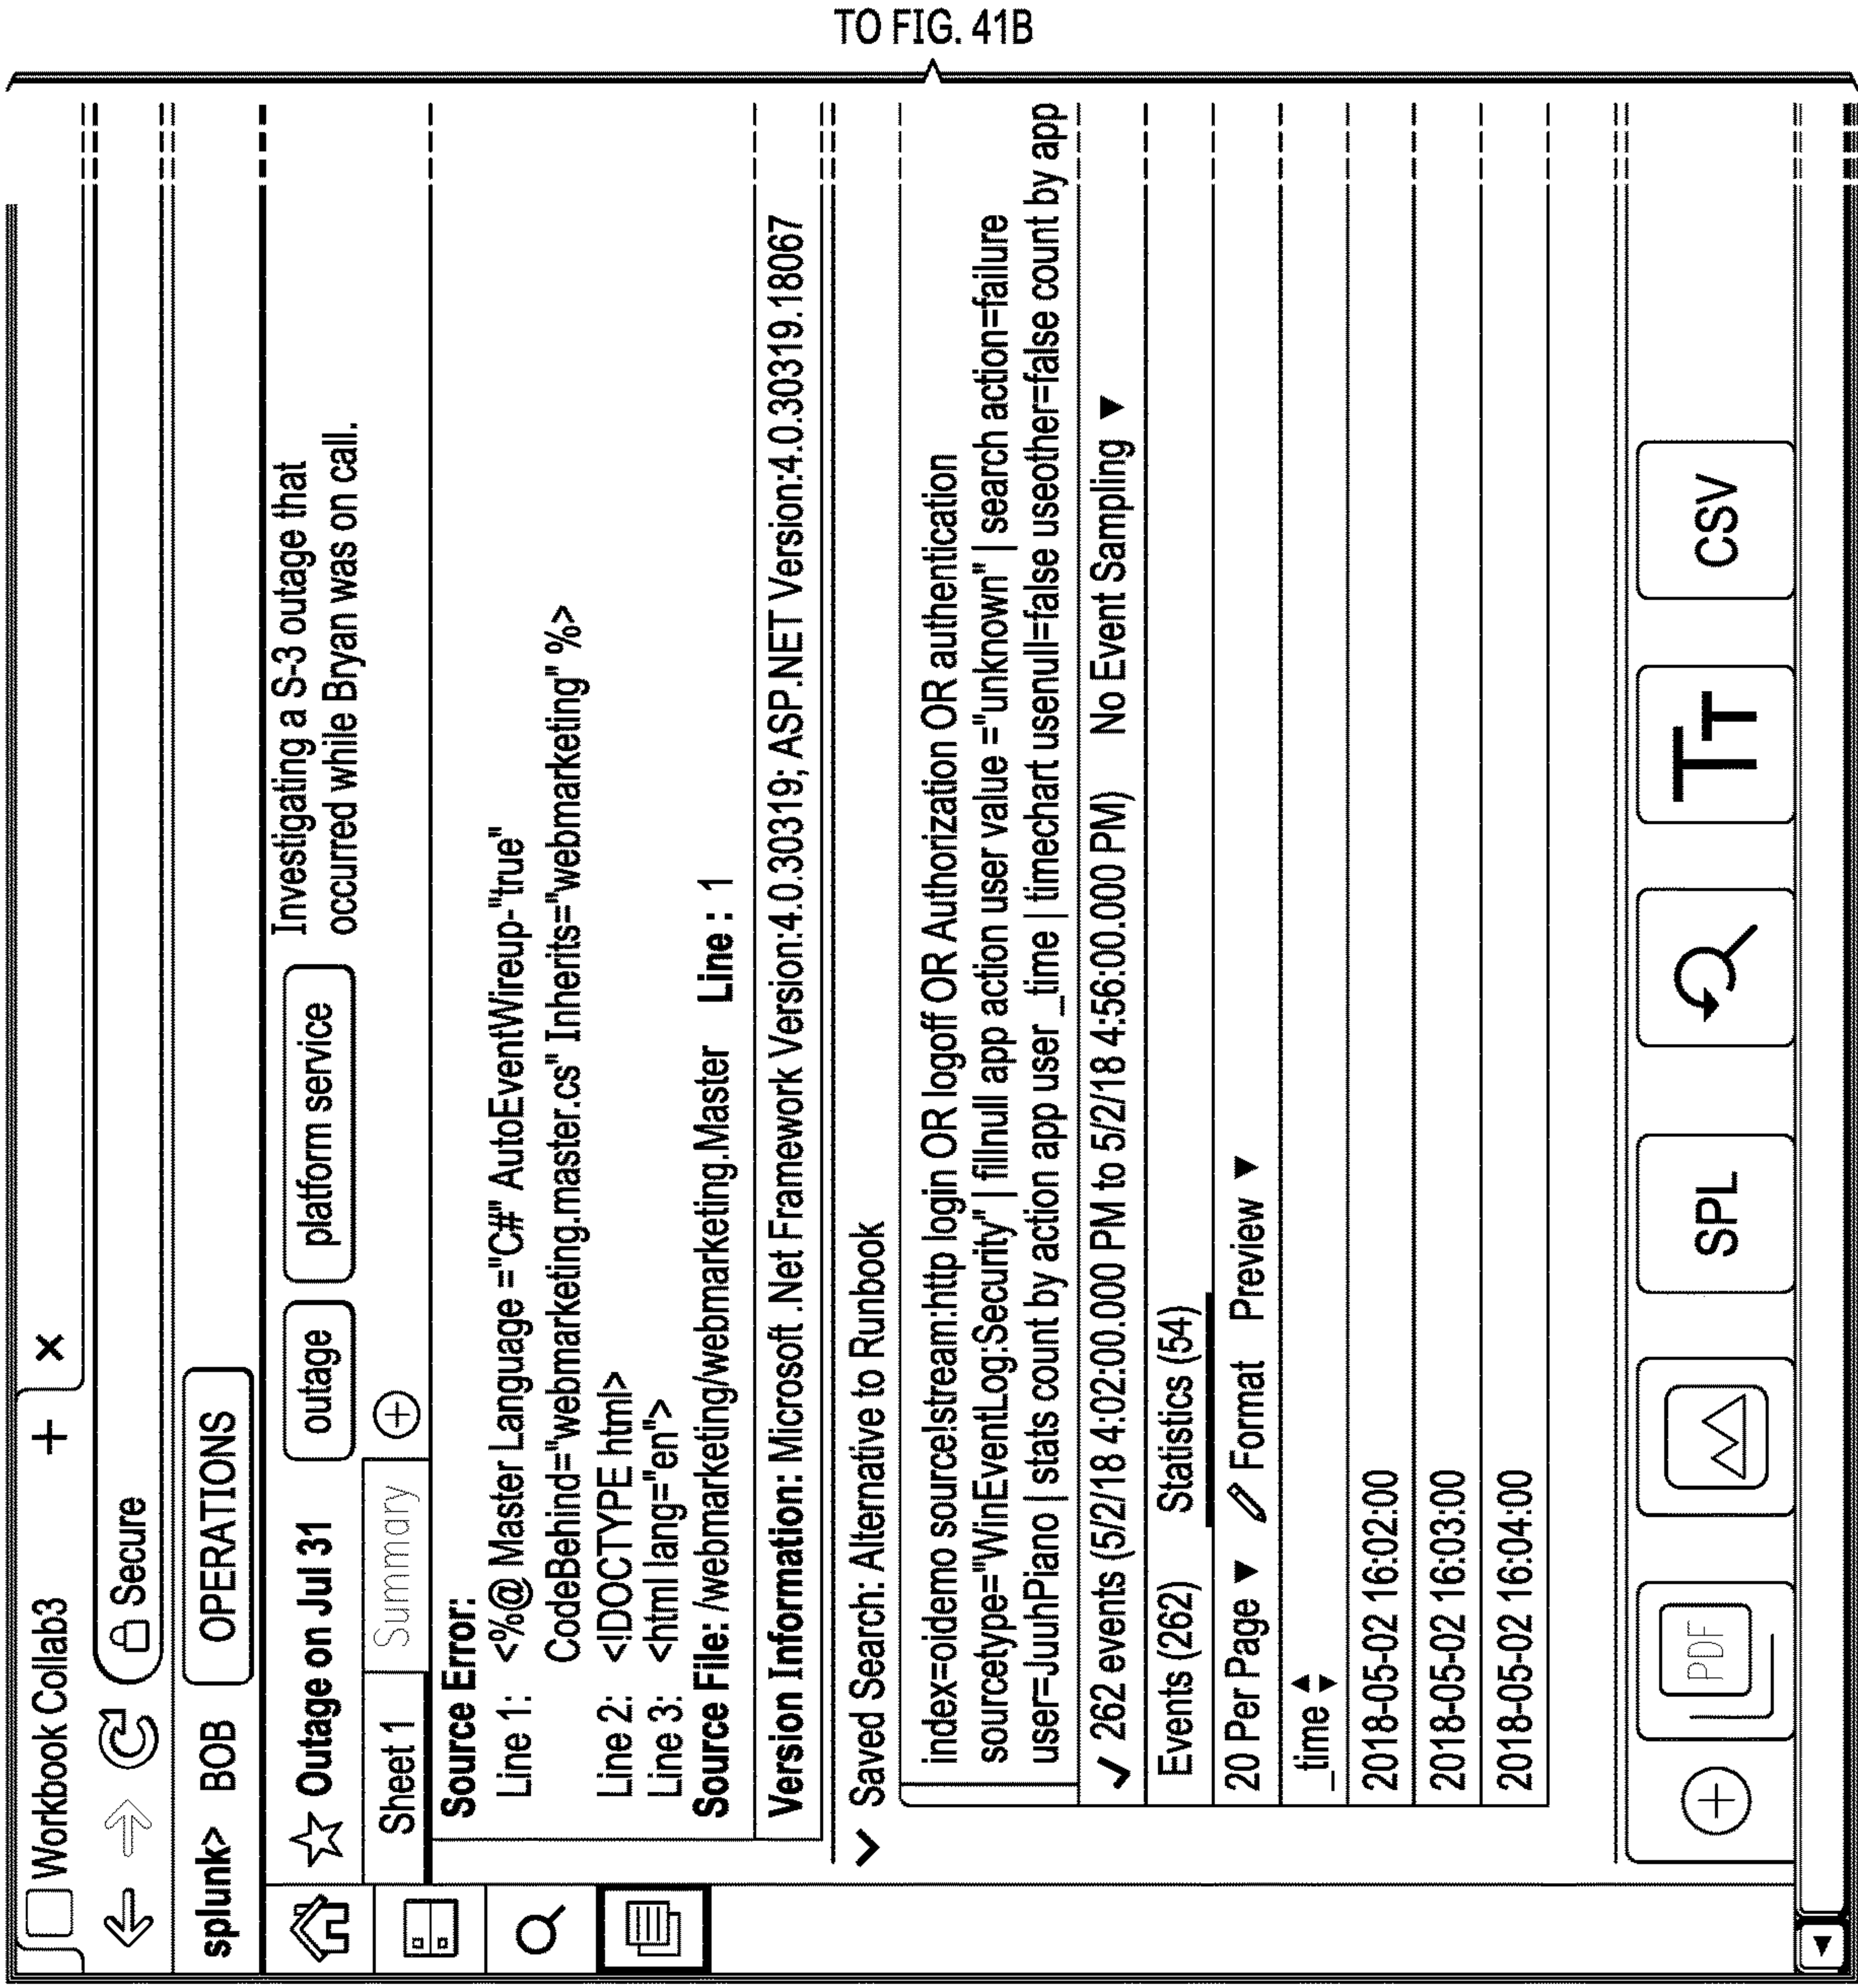 TO FIG. 41B
Workbook Collab3 + ×
Secure
splunk> BOB OPERATIONS
Outage on Jul 31 outage platform service
Investigating a S-3 outage that
occurred while Bryan was on call.
Sheet 1 Summary
Source Error:
Line 1: <%@ Master Language ="C#" AutoEventWireup-"true"
CodeBehind="webmarketing.master.cs" Inherits="webmarketing" %>
Line 2: <!DOCTYPE html>
Line 3: <html lang="en">
Source File: /webmarketing/webmarketing.Master Line : 1
Version Information: Microsoft .Net Framework Version:4.0.30319; ASP.NET Version:4.0.30319.18067
Saved Search: Alternative to Runbook
index=oidemo source!stream:http login OR logoff OR Authorization OR authentication
sourcetype="WinEventLog:Security" | fillnull app action user value ="unknown" | search action=failure
user=JuuhPiano | stats count by action app user _time | timechart usenull=false useother=false count by app
✓ 262 events (5/2/18 4:02:00.000 PM to 5/2/18 4:56:00.000 PM) No Event Sampling ▼
Events (262) Statistics (54)
20 Per Page ▼ Format Preview ▼
_time
2018-05-02 16:02:00
2018-05-02 16:03:00
2018-05-02 16:04:00
PDF SPL TT CSV